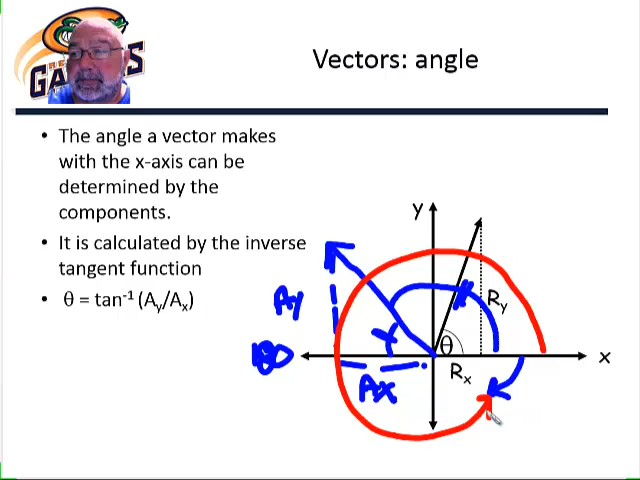 Vectors: angle
• The angle a vector makes
with the x-axis can be
determined by the
components.
• It is calculated by the inverse
tangent function
• θ = tan-1 (Ay/Ax)
y
Ry
Ay
θ
180
x
Rx
Ax